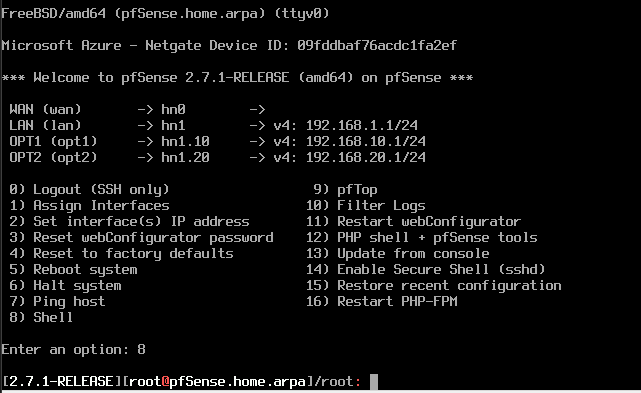 FreeBSD/amd64 (pfSense.home.arpa) (ttyv0)
Microsoft Azure - Netgate Device ID: 09fddbaf76acdc1fa2ef
*** Welcome to pfSense 2.7.1-RELEASE (amd64) on pfSense ***
WAN (wan) -> hn0 ->
LAN (lan) -> hn1 -> v4: 192.168.1.1/24
OPT1 (opt1) -> hn1.10 -> v4: 192.168.10.1/24
OPT2 (opt2) -> hn1.20 -> v4: 192.168.20.1/24
0) Logout (SSH only) 9) pfTop
1) Assign Interfaces 10) Filter Logs
2) Set interface(s) IP address 11) Restart webConfigurator
3) Reset webConfigurator password 12) PHP shell + pfSense tools
4) Reset to factory defaults 13) Update from console
5) Reboot system 14) Enable Secure Shell (sshd)
6) Halt system 15) Restore recent configuration
7) Ping host 16) Restart PHP-FPM
8) Shell
Enter an option: 8
[2.7.1-RELEASE][root@pfSense.home.arpa]/root: